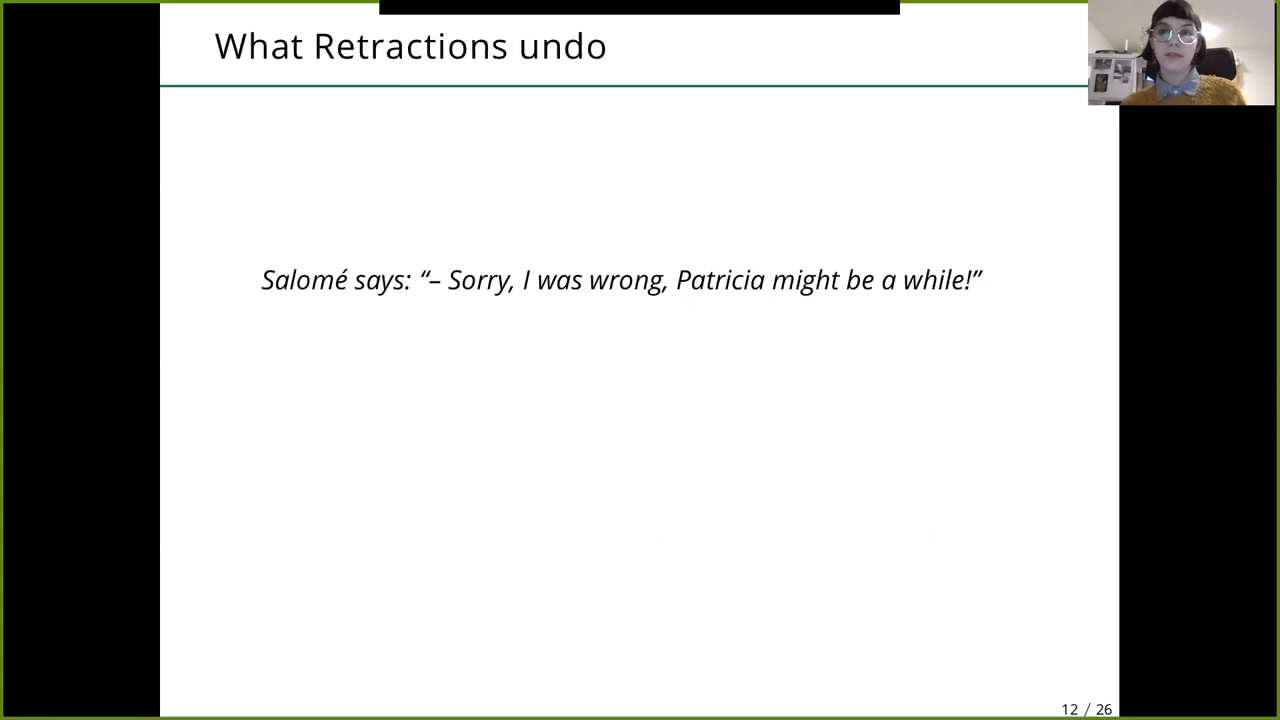 What Retractions undo
Salomé says: “– Sorry, I was wrong, Patricia might be a while!”
12 / 26